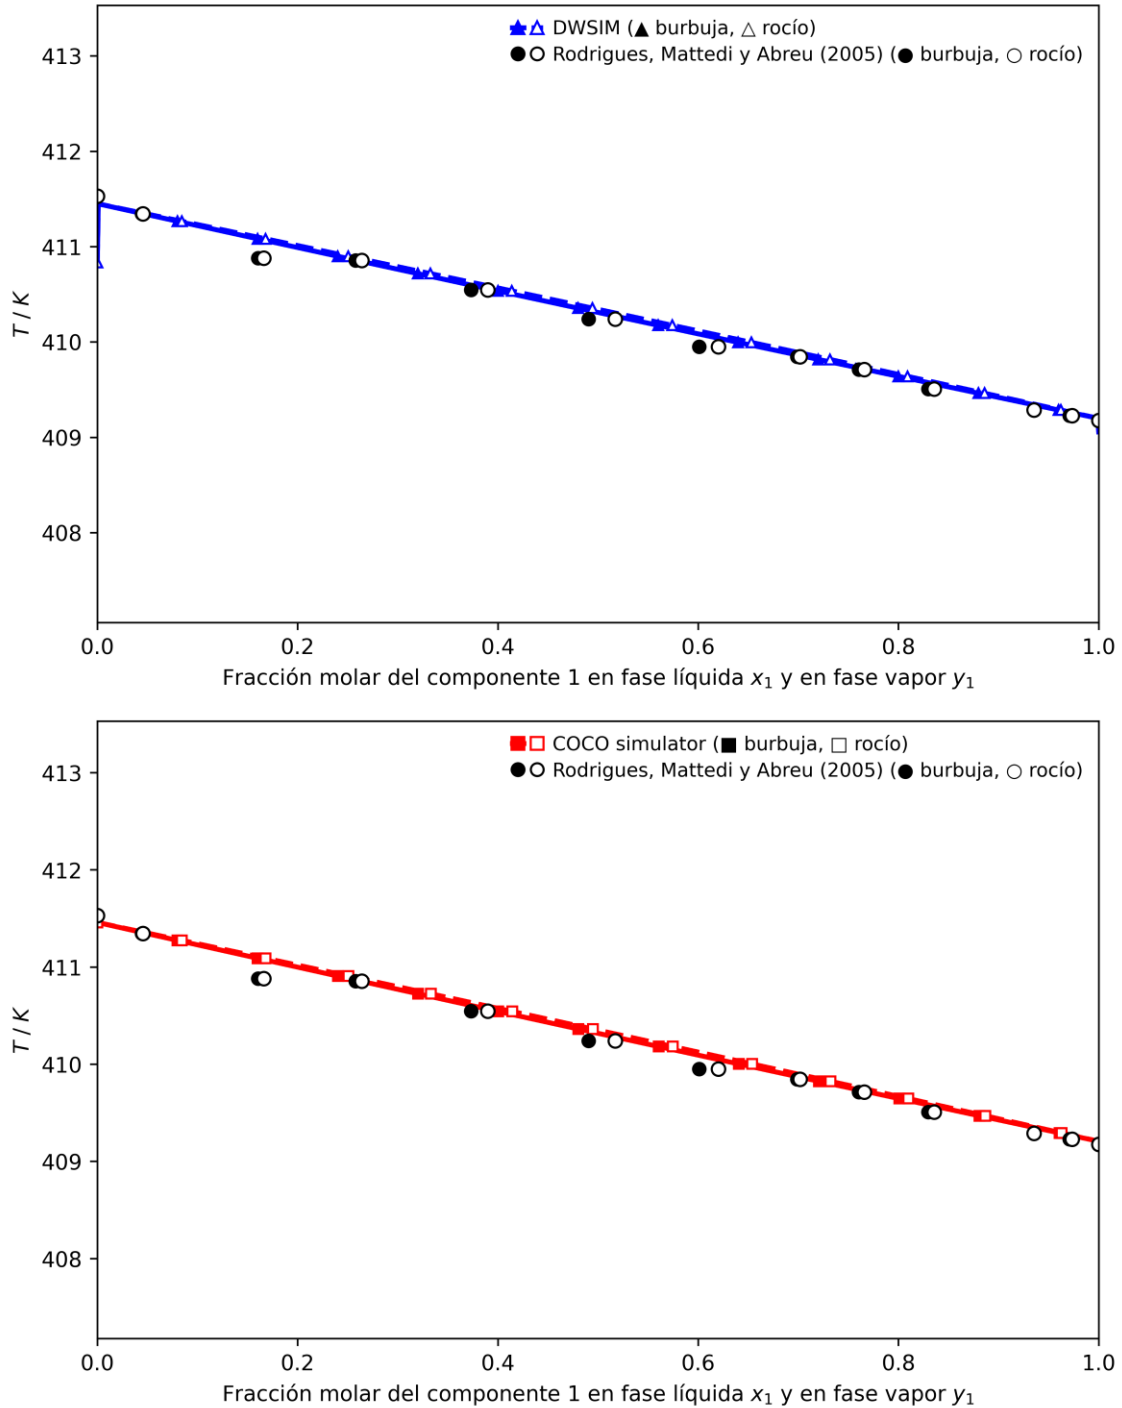 DWSIM (▲ burbuja, △ rocío)
Rodrigues, Mattedi y Abreu (2005) (● burbuja, ○ rocío)
413
412
411
410
409
408
T / K
0.0 0.2 0.4 0.6 0.8 1.0
Fracción molar del componente 1 en fase líquida x₁ y en fase vapor y₁
COCO simulator (■ burbuja, □ rocío)
Rodrigues, Mattedi y Abreu (2005) (● burbuja, ○ rocío)
413
412
411
410
409
408
T / K
0.0 0.2 0.4 0.6 0.8 1.0
Fracción molar del componente 1 en fase líquida x₁ y en fase vapor y₁